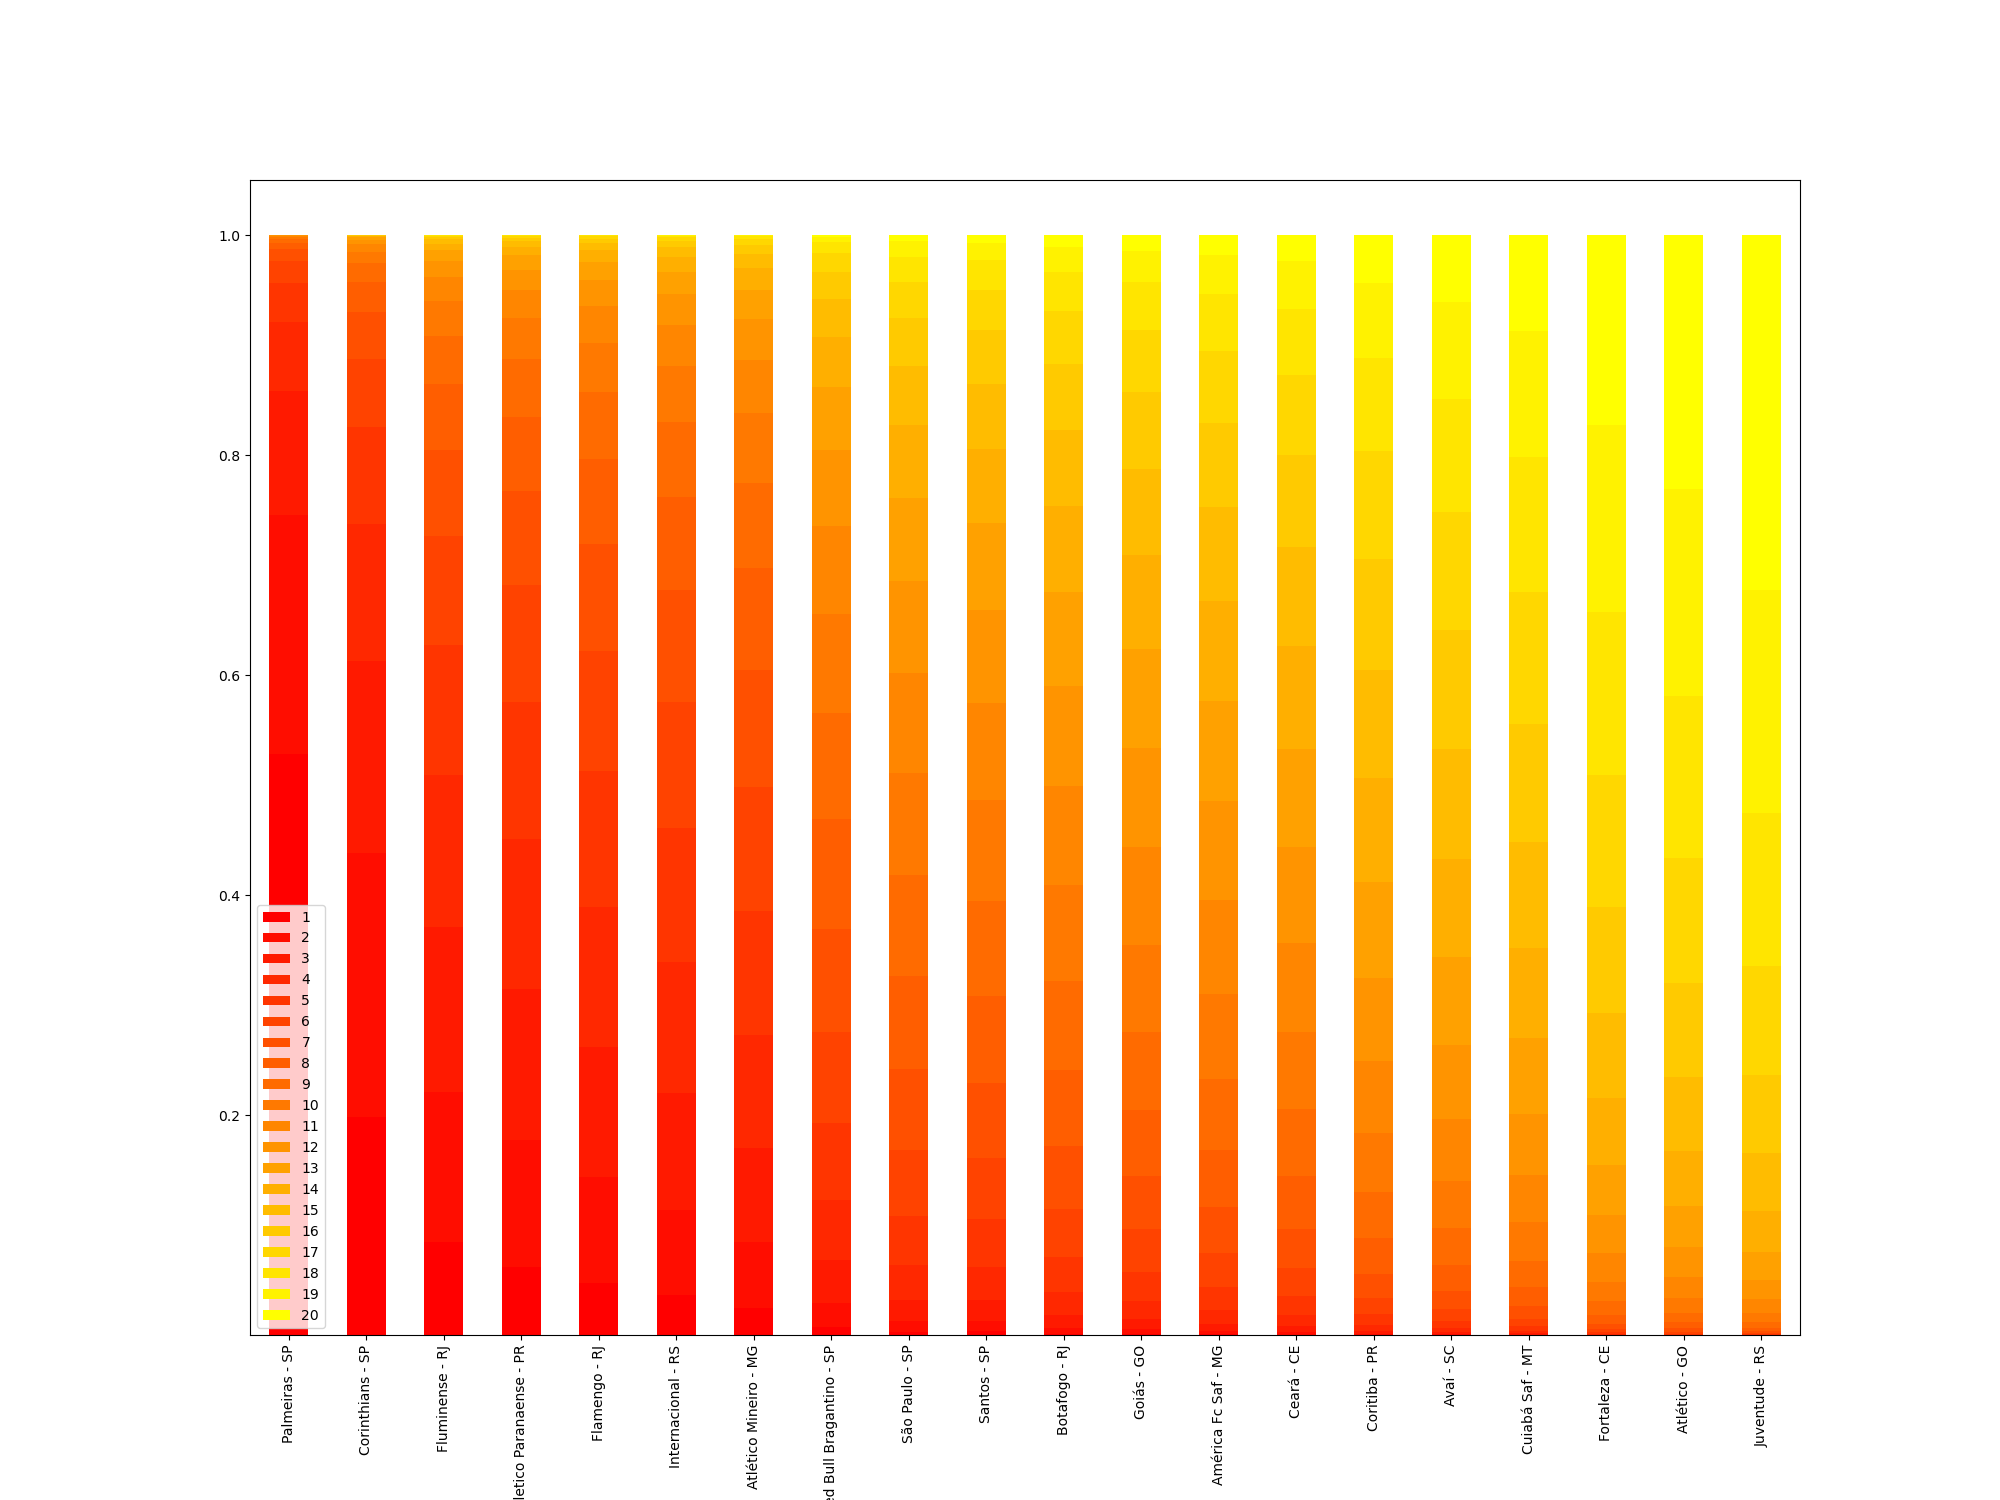 1.0
0.8
0.6
0.4
0.2
1
2
3
4
5
6
7
8
9
10
11
12
13
14
15
16
17
18
19
20
Palmeiras - SP
Corinthians - SP
Fluminense - RJ
letico Paranaense - PR
Flamengo - RJ
Internacional - RS
Atlético Mineiro - MG
ed Bull Bragantino - SP
São Paulo - SP
Santos - SP
Botafogo - RJ
Goiás - GO
América Fc Saf - MG
Ceará - CE
Coritiba - PR
Avaí - SC
Cuiabá Saf - MT
Fortaleza - CE
Atlético - GO
Juventude - RS